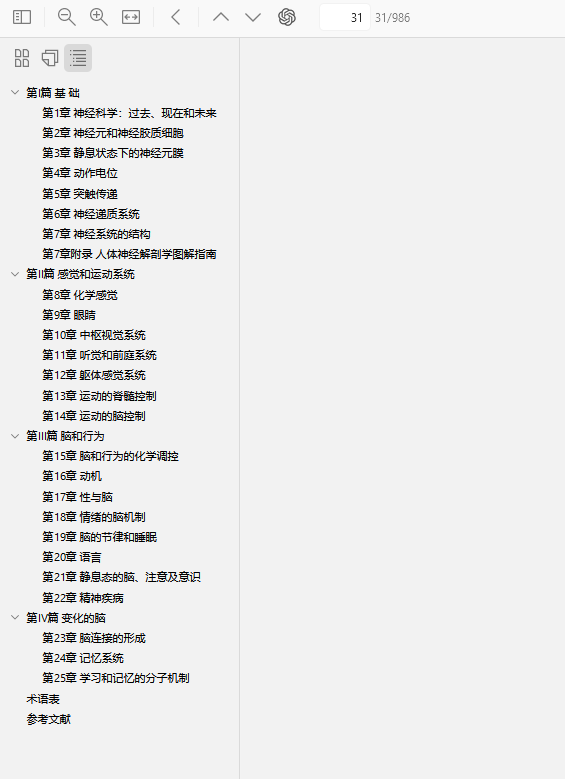 31 31/986
第I篇 基 础
第1章 神经科学：过去、现在和未来
第2章 神经元和神经胶质细胞
第3章 静息状态下的神经元膜
第4章 动作电位
第5章 突触传递
第6章 神经递质系统
第7章 神经系统的结构
第7章附录 人体神经解剖学图解指南
第II篇 感觉和运动系统
第8章 化学感觉
第9章 眼睛
第10章 中枢视觉系统
第11章 听觉和前庭系统
第12章 躯体感觉系统
第13章 运动的脊髓控制
第14章 运动的脑控制
第III篇 脑和行为
第15章 脑和行为的化学调控
第16章 动机
第17章 性与脑
第18章 情绪的脑机制
第19章 脑的节律和睡眠
第20章 语言
第21章 静息态的脑、注意及意识
第22章 精神疾病
第IV篇 变化的脑
第23章 脑连接的形成
第24章 记忆系统
第25章 学习和记忆的分子机制
术语表
参考文献